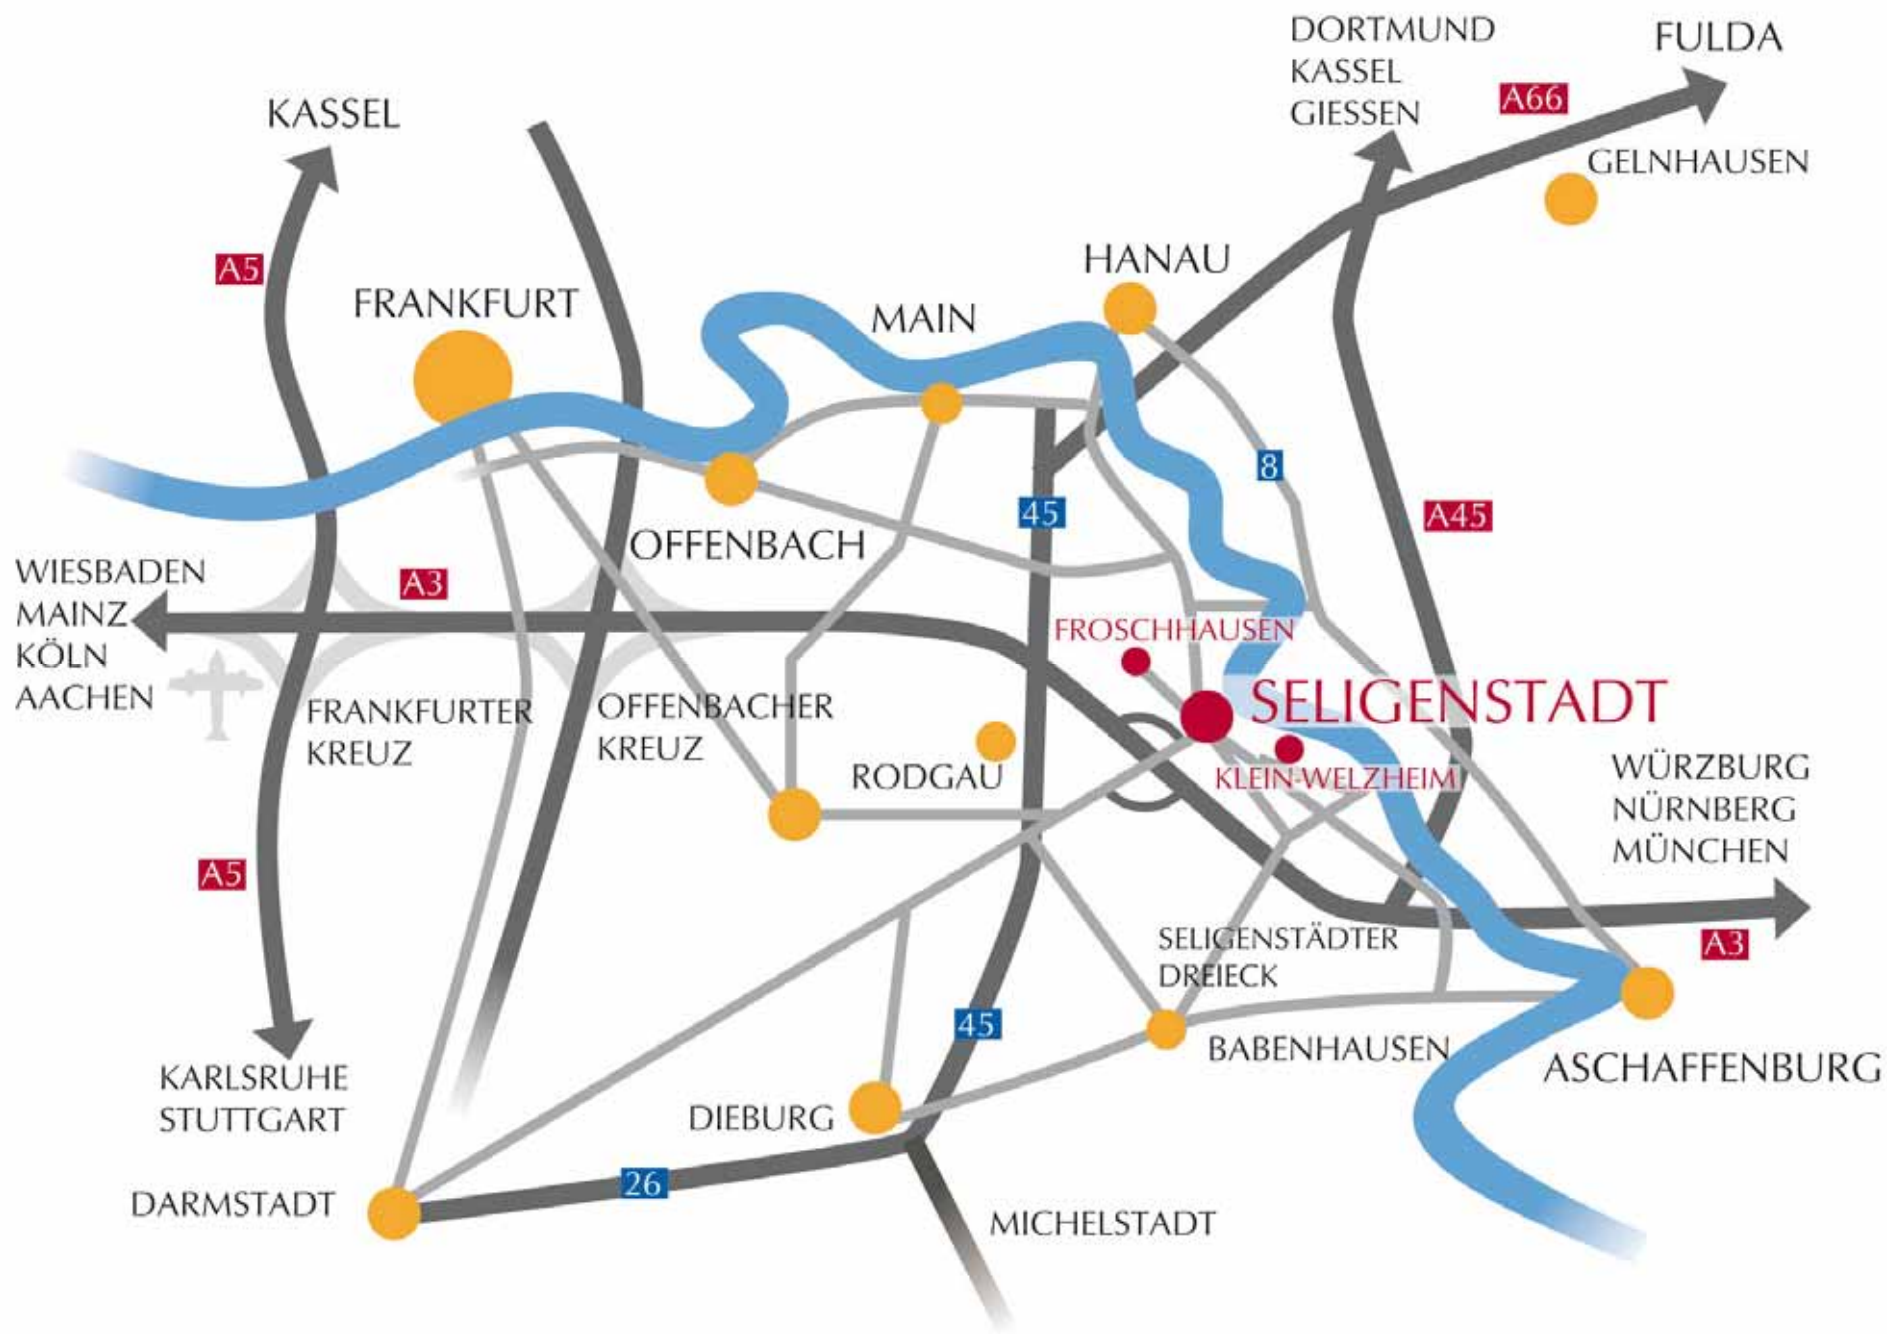 DORTMUND
KASSEL
GIESSEN
FULDA
A66
KASSEL
GELNHAUSEN
A5
HANAU
FRANKFURT
MAIN
8
45
A45
OFFENBACH
WIESBADEN
MAINZ
KÖLN
AACHEN
A3
FROSCHHAUSEN
SELIGENSTADT
FRANKFURTER
KREUZ
OFFENBACHER
KREUZ
RODGAU
KLEIN-WELZHEIM
WÜRZBURG
NÜRNBERG
MÜNCHEN
A5
SELIGENSTÄDTER
DREIECK
A3
45
BABENHAUSEN
ASCHAFFENBURG
KARLSRUHE
STUTTGART
DIEBURG
26
DARMSTADT
MICHELSTADT